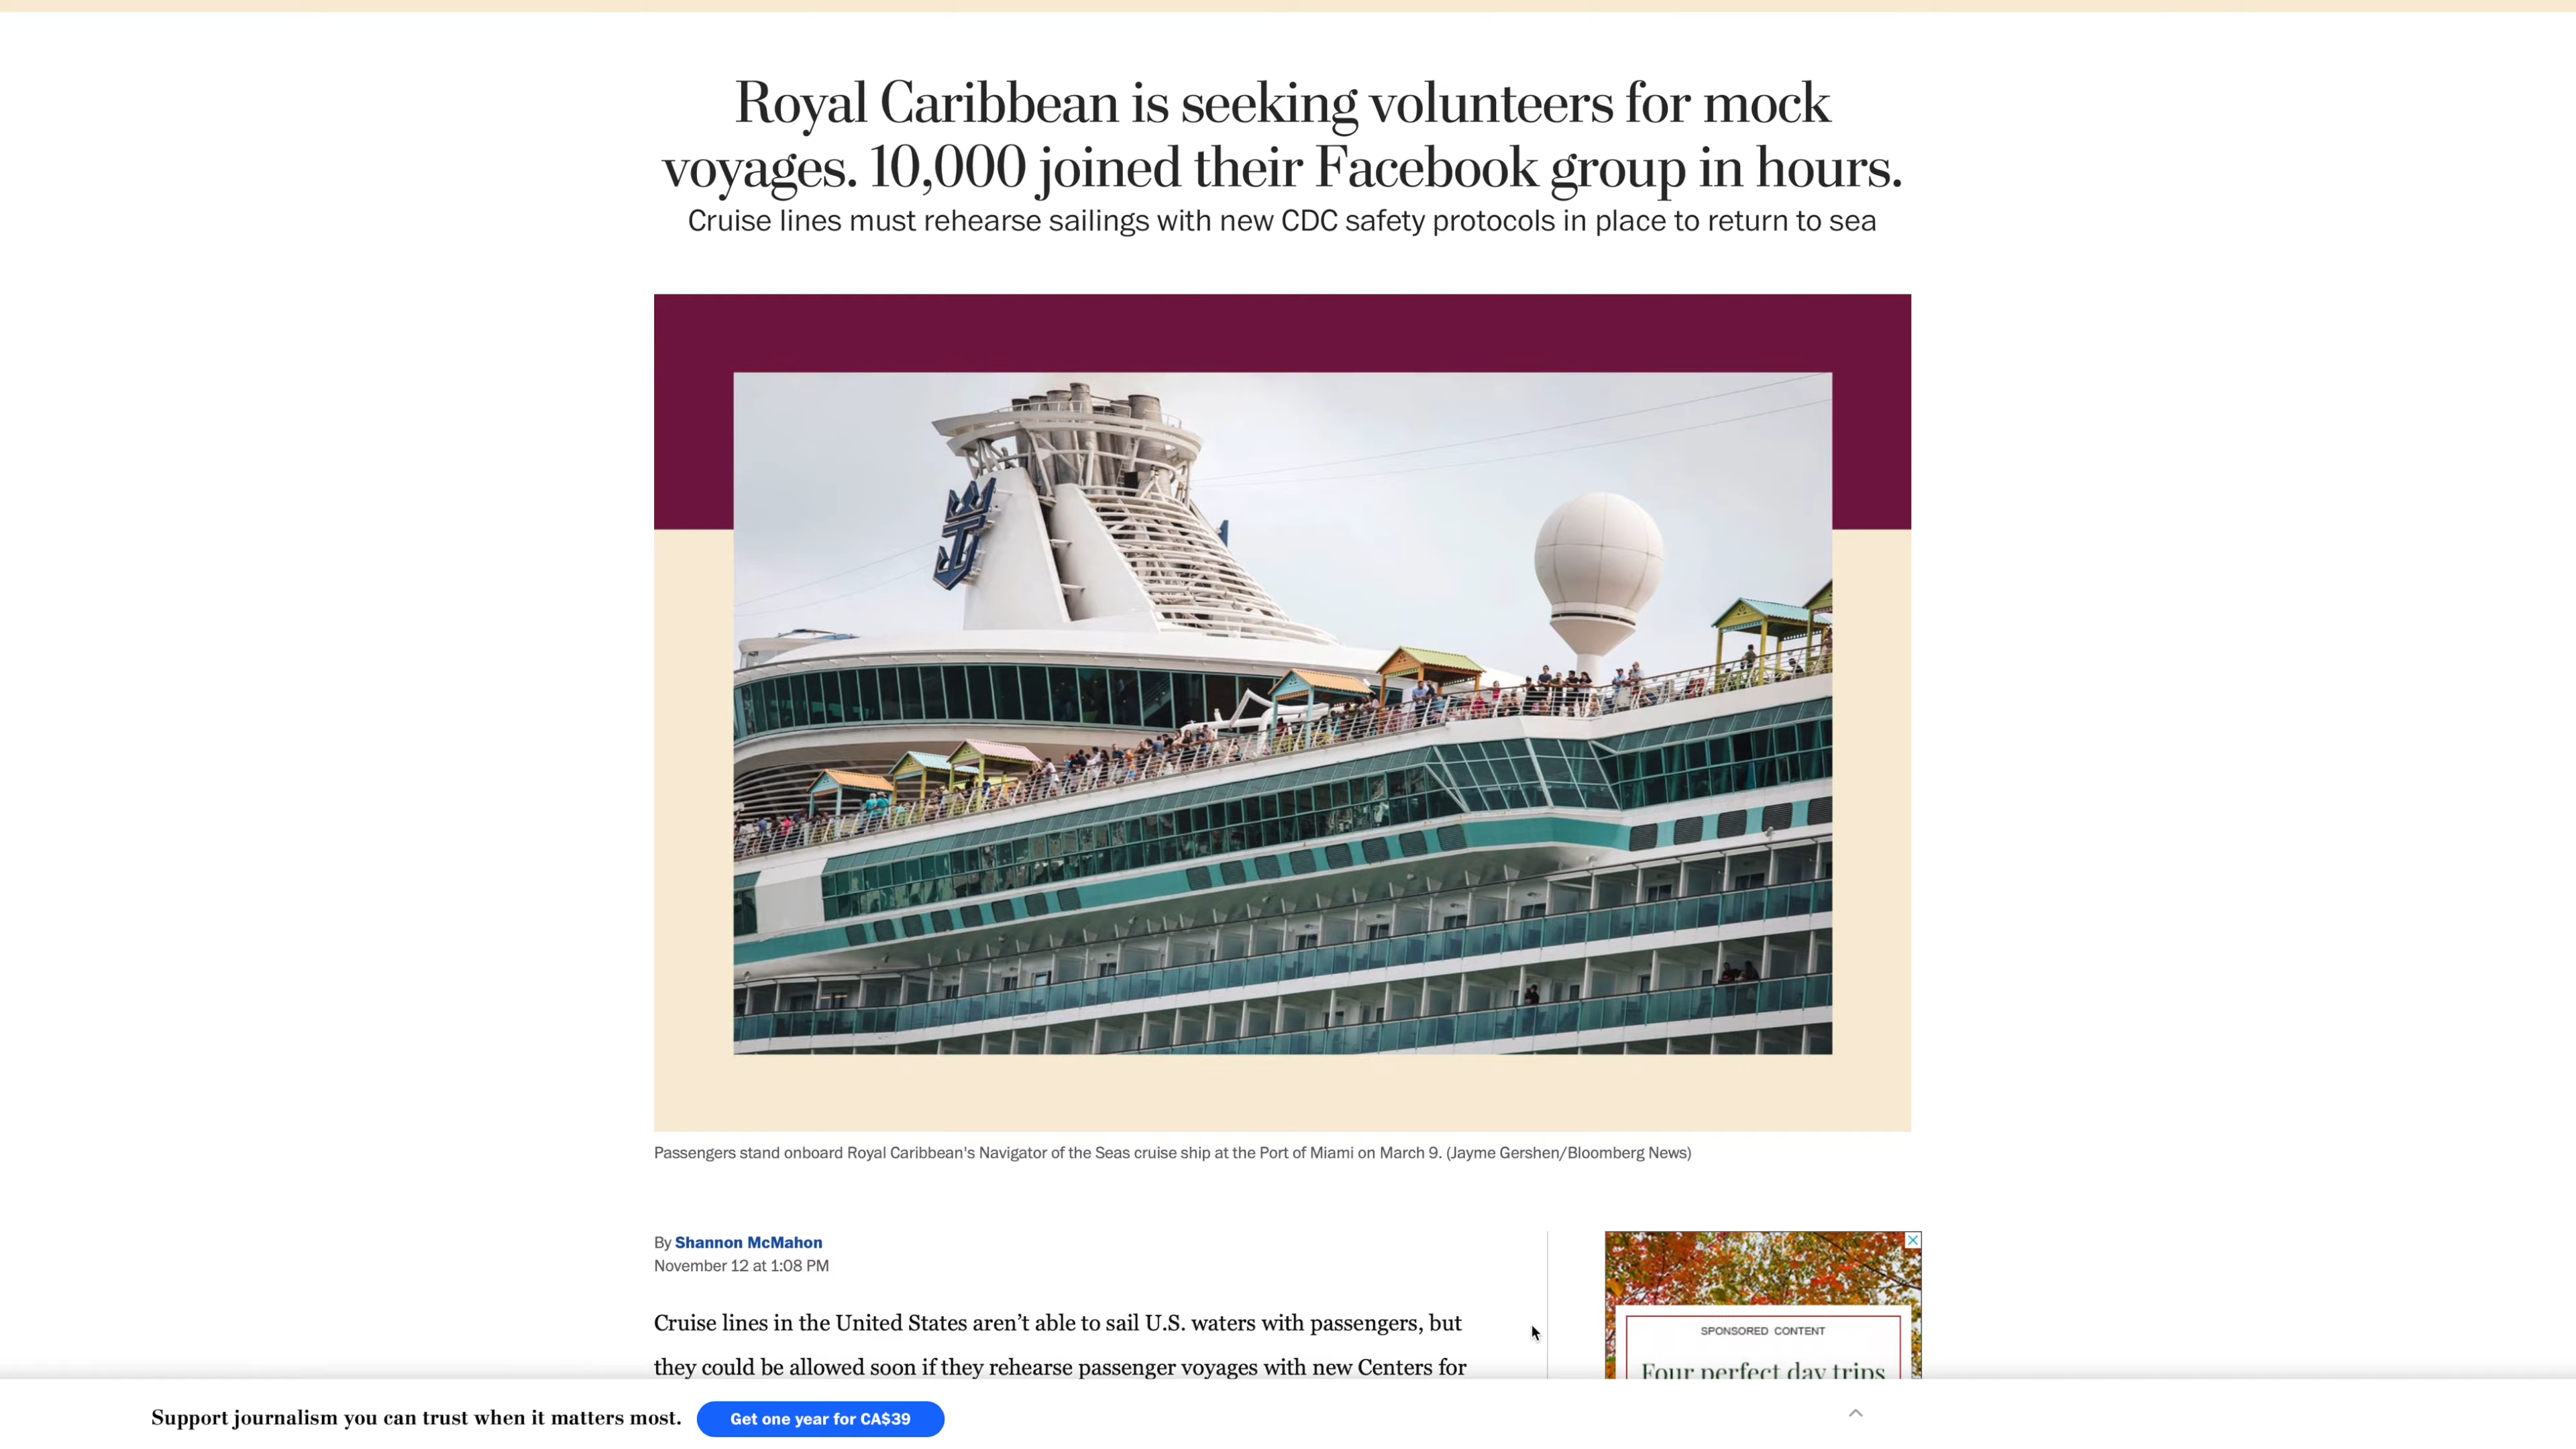 Royal Caribbean is seeking volunteers for mock
voyages. 10,000 joined their Facebook group in hours.
Cruise lines must rehearse sailings with new CDC safety protocols in place to return to sea
Passengers stand onboard Royal Caribbean's Navigator of the Seas cruise ship at the Port of Miami on March 9. (Jayme Gershen/Bloomberg News)
By Shannon McMahon
November 12 at 1:08 PM
Cruise lines in the United States aren’t able to sail U.S. waters with passengers, but
they could be allowed soon if they rehearse passenger voyages with new Centers for
SPONSORED CONTENT
Four perfect day trips
Support journalism you can trust when it matters most.
Get one year for CA$39